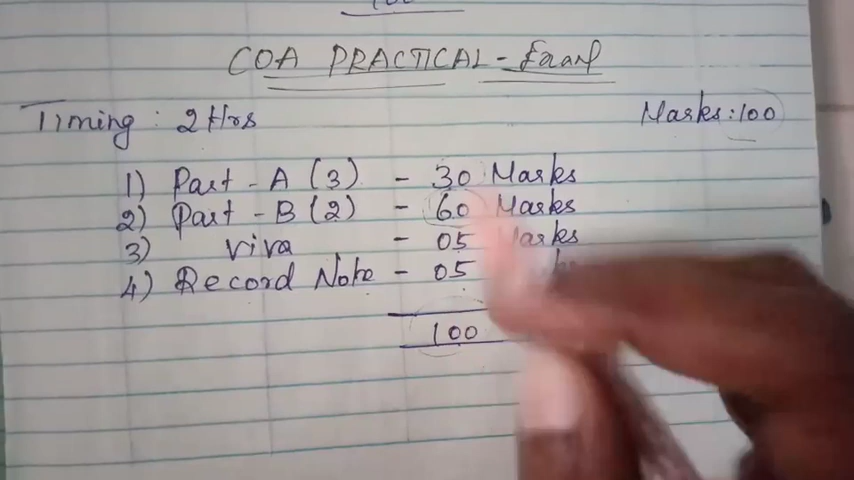 100
COA PRACTICAL - Exam
Timing : 2 Hrs
Marks : 100
1) Part - A (3) - 30 Marks
2) Part - B (2) - 60 Marks
3) viva - 05 Marks
4) Record Note - 05
100